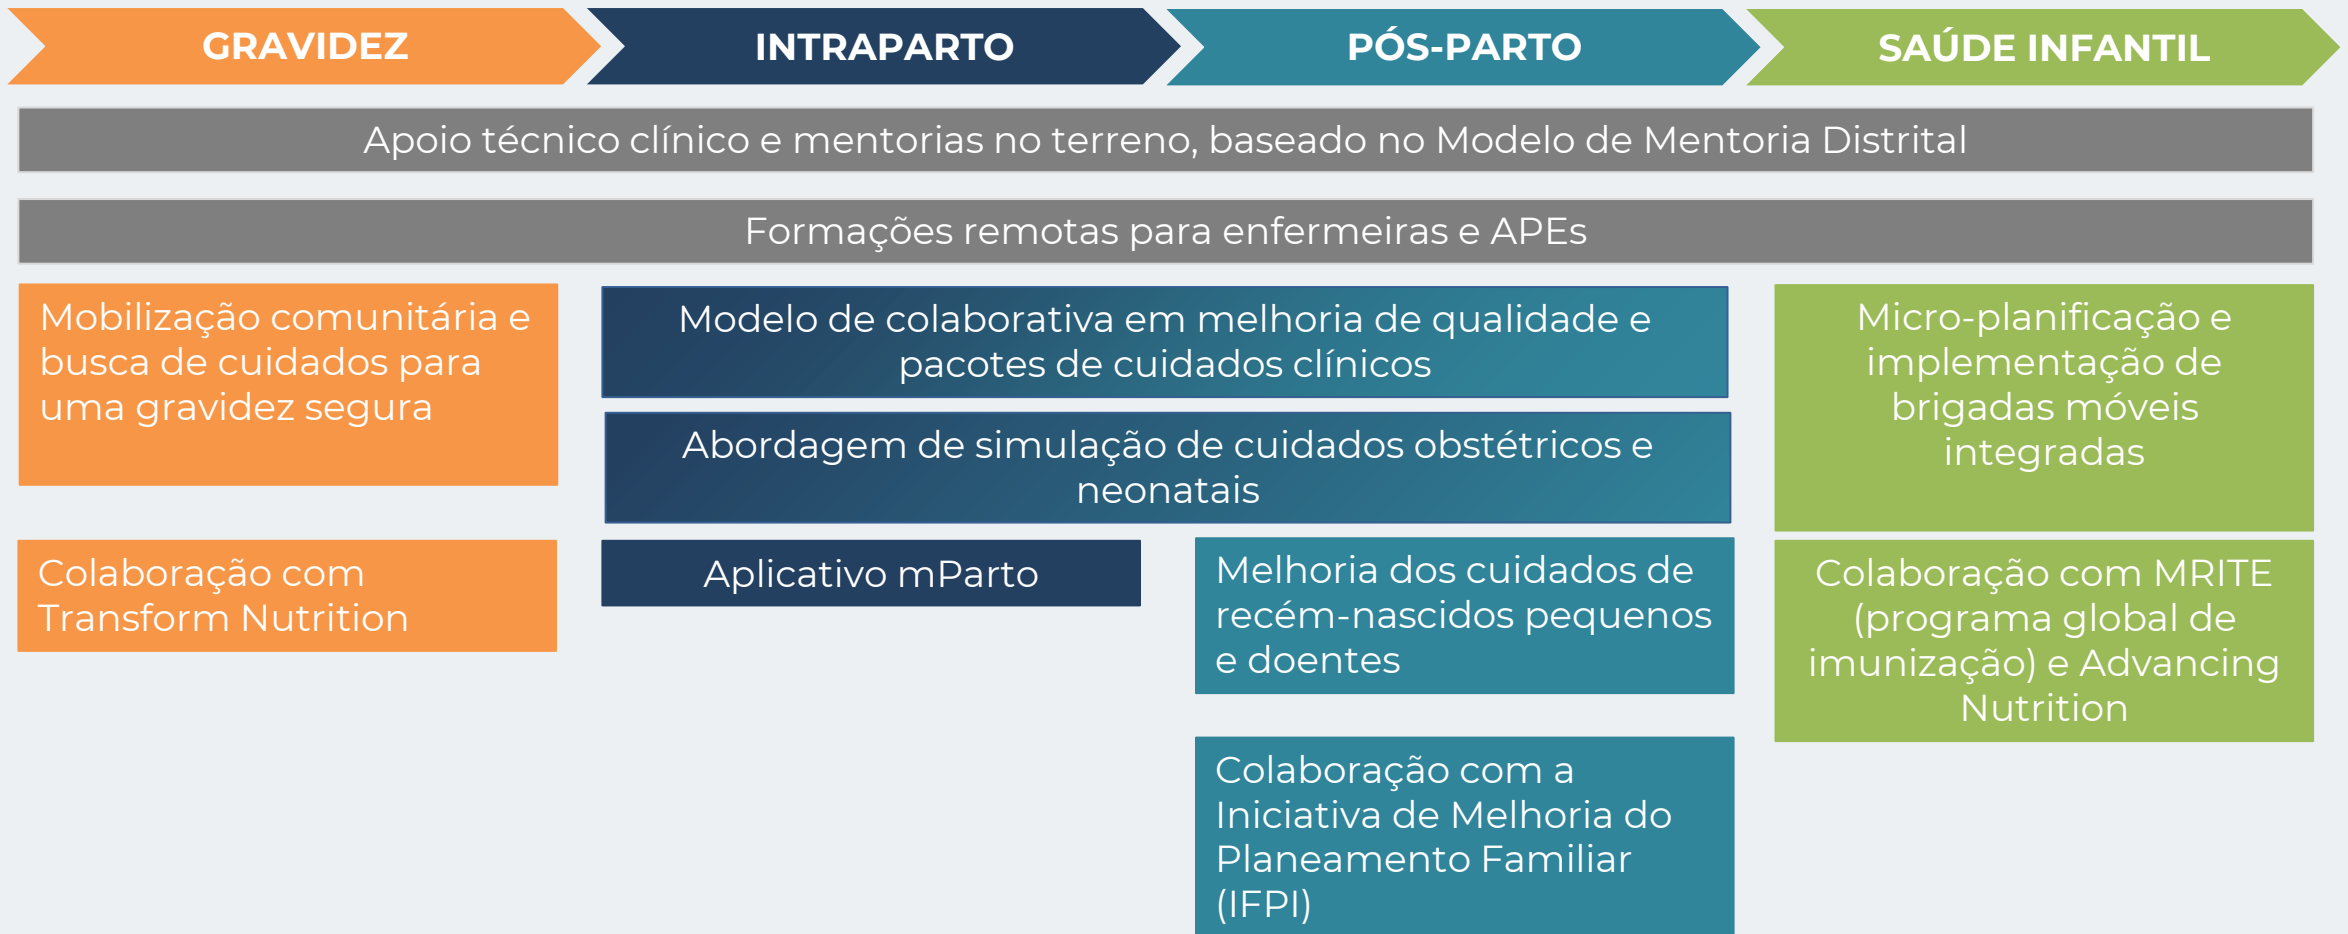 GRAVIDEZ
INTRAPARTO
PÓS-PARTO
SAÚDE INFANTIL
Apoio técnico clínico e mentorias no terreno, baseado no Modelo de Mentoria Distrital
Formações remotas para enfermeiras e APEs
Mobilização comunitária e
busca de cuidados para
uma gravidez segura
Modelo de colaborativa em melhoria de qualidade e
pacotes de cuidados clínicos
Abordagem de simulação de cuidados obstétricos e
neonatais
Micro-planificação e
implementação de
brigadas móveis
integradas
Colaboração com
Transform Nutrition
Aplicativo mParto
Melhoria dos cuidados de
recém-nascidos pequenos
e doentes
Colaboração com MRITE
(programa global de
imunização) e Advancing
Nutrition
Colaboração com a
Iniciativa de Melhoria do
Planeamento Familiar
(IFPI)